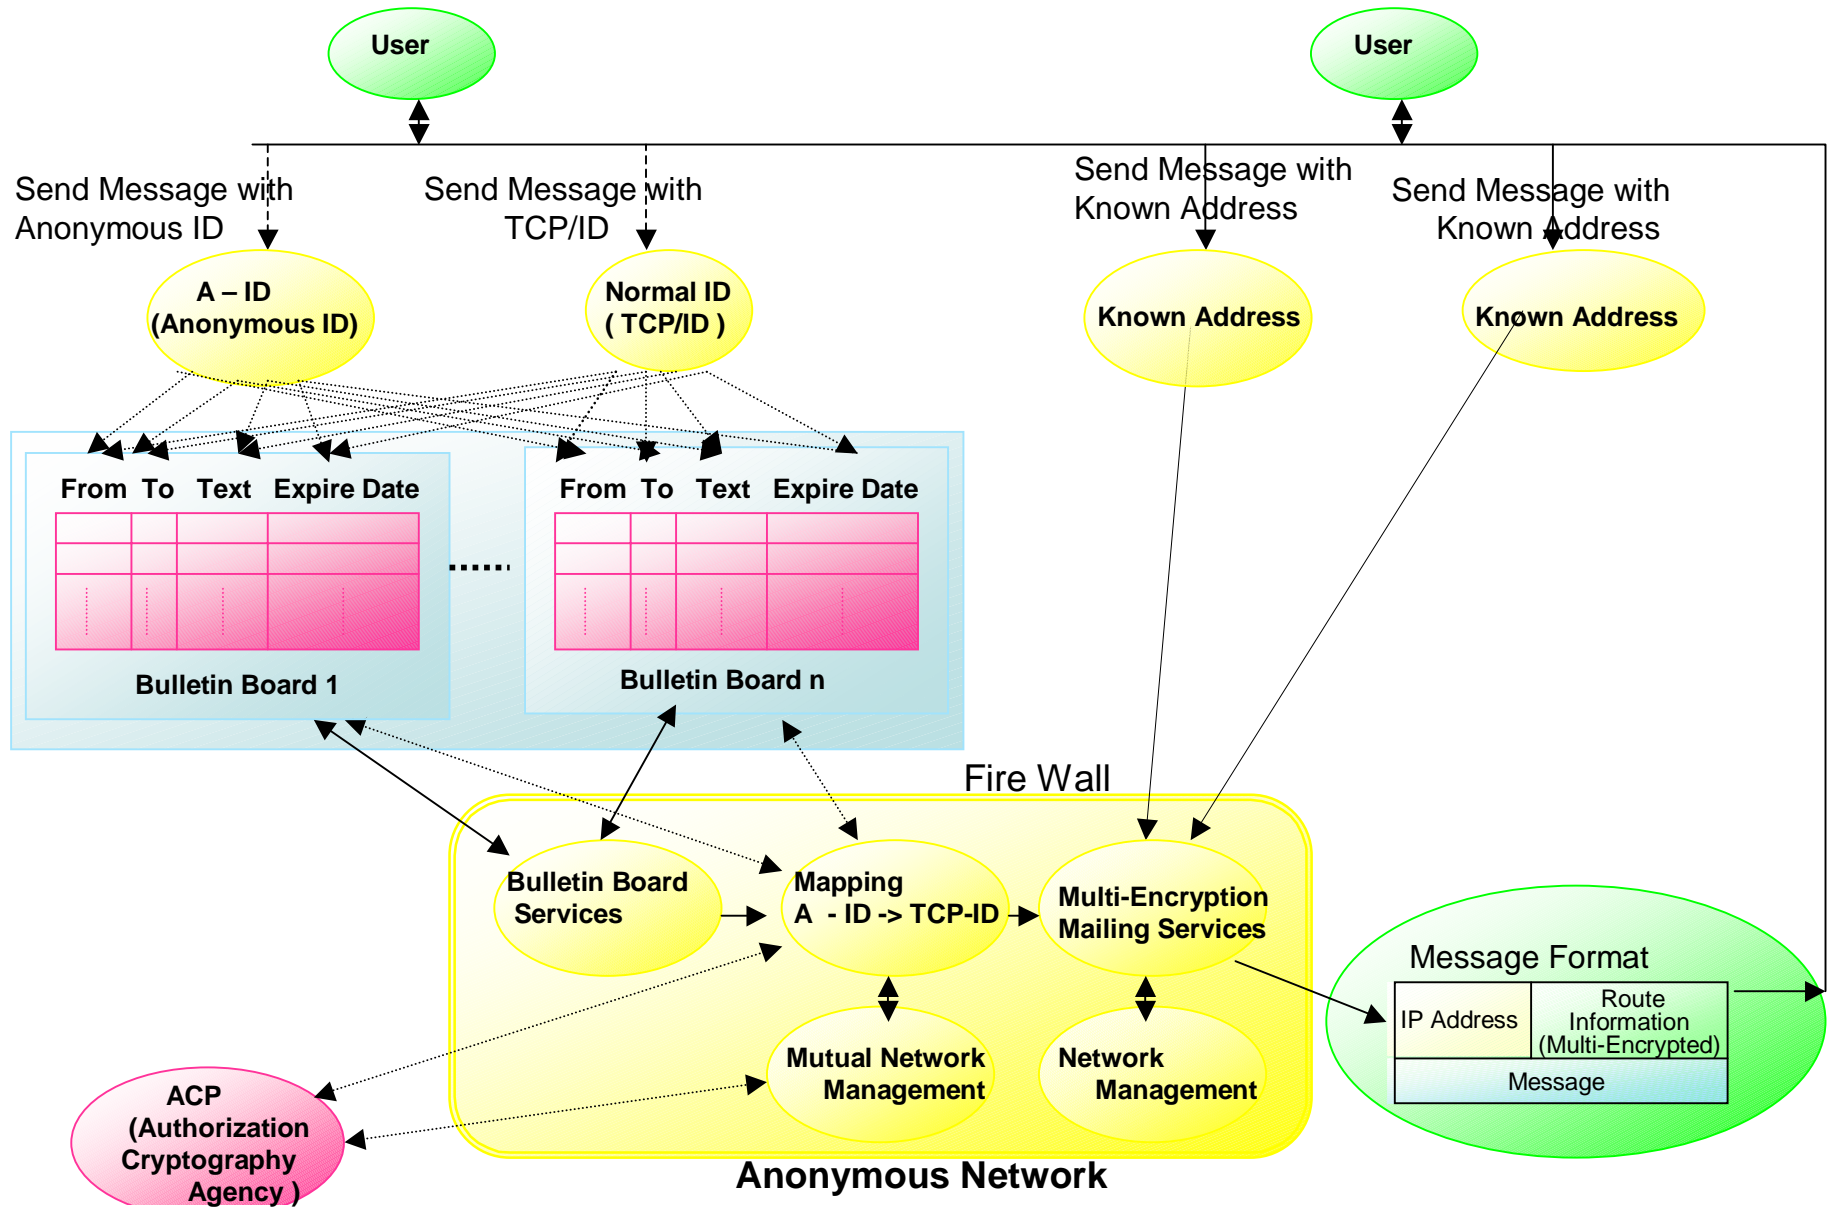 User
User
Send Message with
Anonymous ID
Send Message with
TCP/ID
Send Message with
Known Address
Send Message with
Known Address
A – ID
(Anonymous ID)
Normal ID
( TCP/ID )
Known Address
Known Address
From To Text Expire Date
From To Text Expire Date
Bulletin Board 1
Bulletin Board n
Fire Wall
Bulletin Board
Services
Mapping
A - ID -> TCP-ID
Multi-Encryption
Mailing Services
Message Format
IP Address
Route
Information
(Multi-Encrypted)
Message
Mutual Network
Management
Network
Management
ACP
(Authorization
Cryptography
Agency )
Anonymous Network